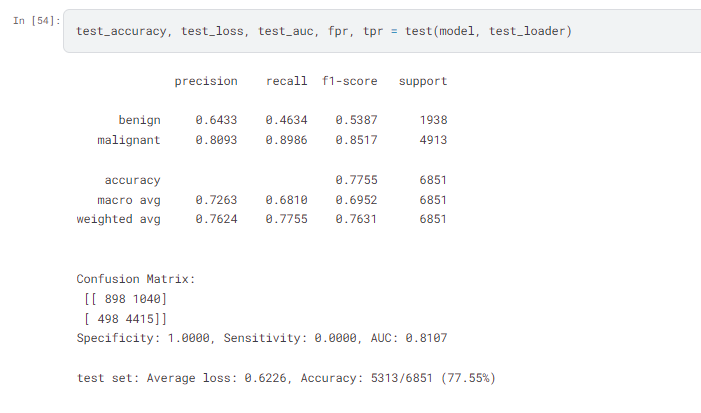 In [54]:
test_accuracy, test_loss, test_auc, fpr, tpr = test(model, test_loader)
precision recall f1-score support
benign 0.6433 0.4634 0.5387 1938
malignant 0.8093 0.8986 0.8517 4913
accuracy 0.7755 6851
macro avg 0.7263 0.6810 0.6952 6851
weighted avg 0.7624 0.7755 0.7631 6851
Confusion Matrix:
[[ 898 1040]
[ 498 4415]]
Specificity: 1.0000, Sensitivity: 0.0000, AUC: 0.8107
test set: Average loss: 0.6226, Accuracy: 5313/6851 (77.55%)